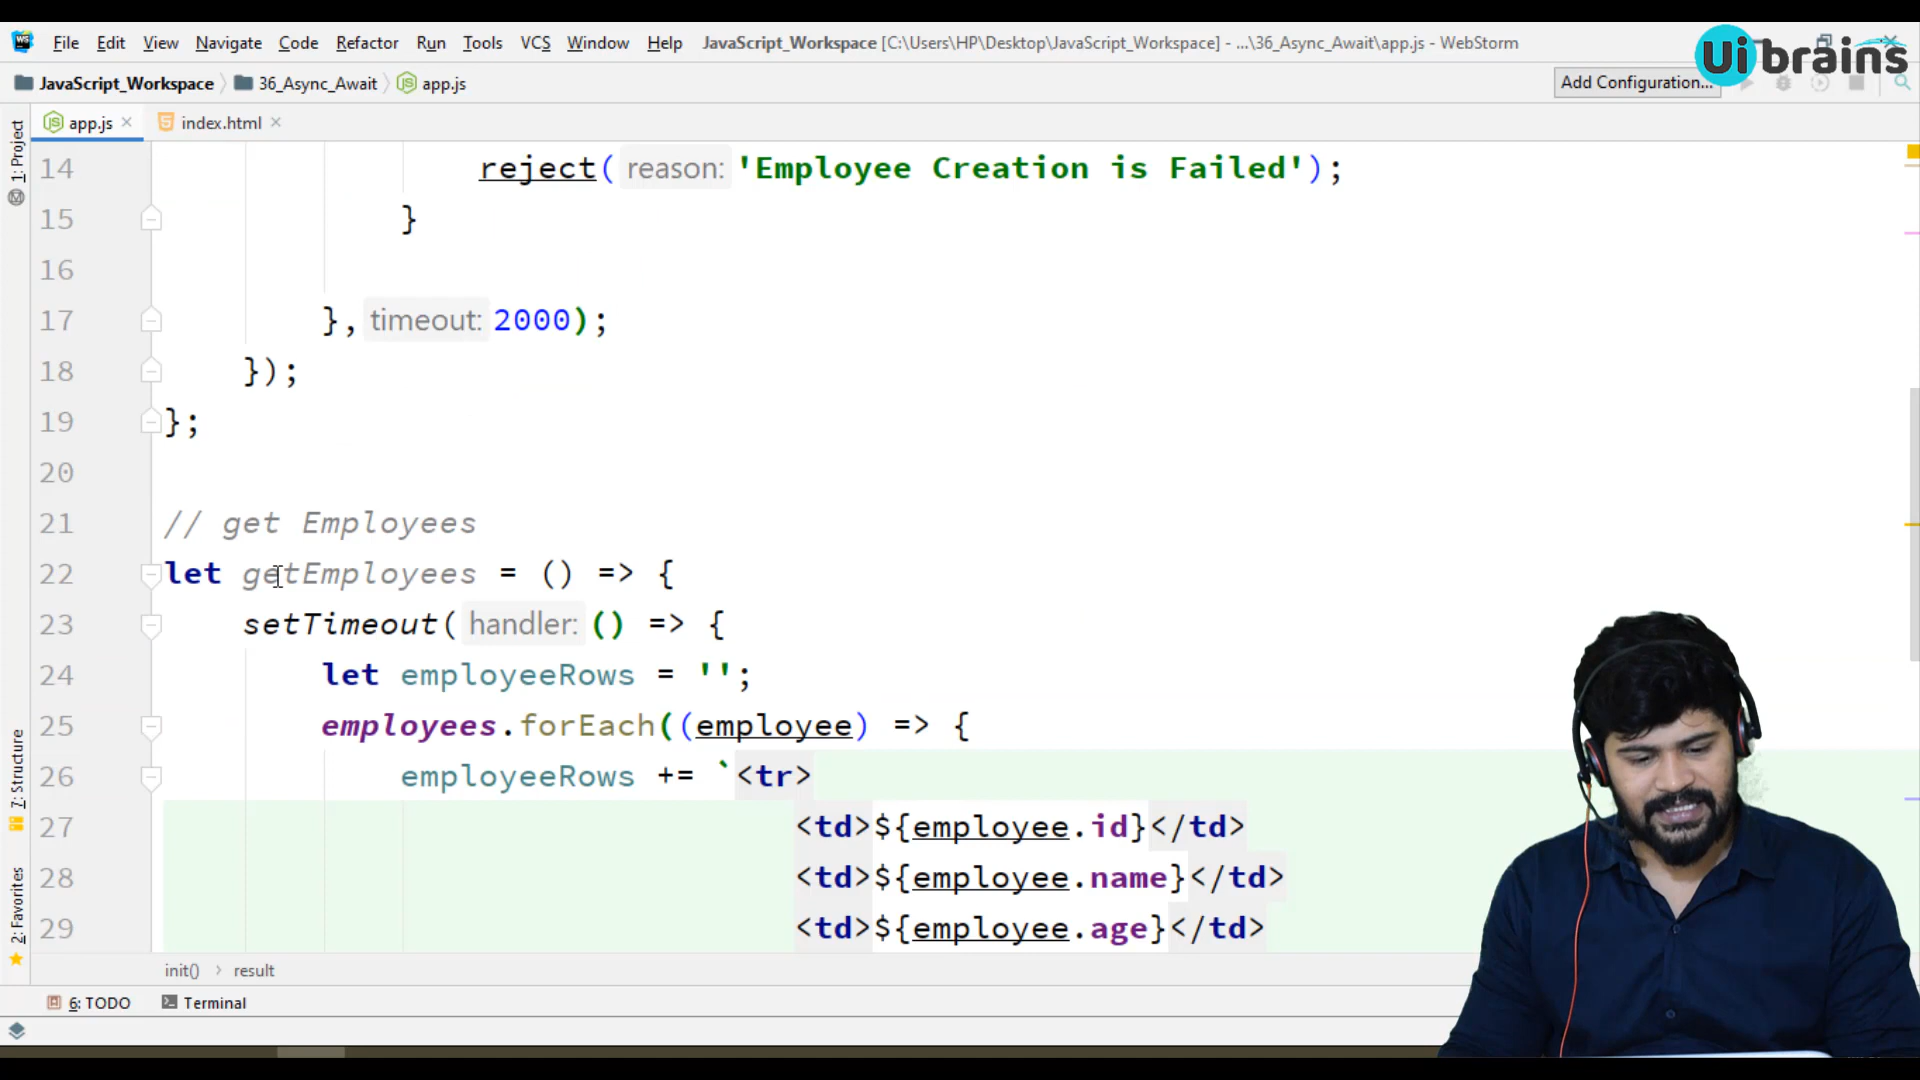 File Edit View Navigate Code Refactor Run Tools VCS Window Help JavaScript_Workspace [C:\Users\HP\Desktop\JavaScript_Workspace] - ...\36_Async_Await\app.js - WebStorm
Ui brains
JavaScript_Workspace 36_Async_Await app.js Add Configuration...
app.js index.html
1: Project
7: Structure
2: Favorites
14 reject( reason: 'Employee Creation is Failed');
15 }
16
17 }, timeout: 2000);
18 });
19 };
20
21 // get Employees
22 let getEmployees = () => {
23 setTimeout( handler: () => {
24 let employeeRows = '';
25 employees.forEach((employee) => {
26 employeeRows += `<tr>
27 <td>${employee.id}</td>
28 <td>${employee.name}</td>
29 <td>${employee.age}</td>
init() › result
6: TODO Terminal